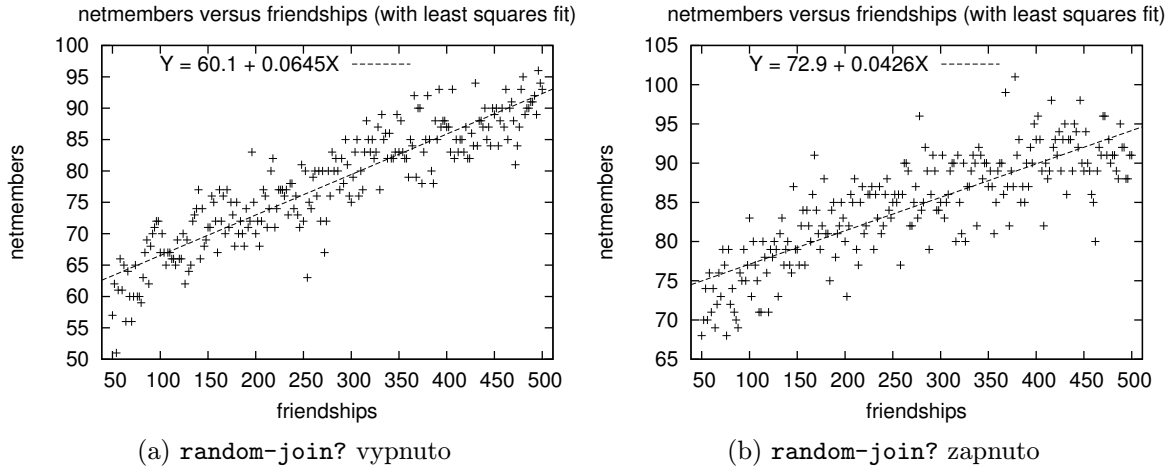 netmembers versus friendships (with least squares fit)
100
95
90
85
80
75
70
65
60
55
50
netmembers
Y = 60.1 + 0.0645X
50 100 150 200 250 300 350 400 450 500
friendships
(a) random-join? vypnuto
netmembers versus friendships (with least squares fit)
105
100
95
90
85
80
75
70
65
netmembers
Y = 72.9 + 0.0426X
50 100 150 200 250 300 350 400 450 500
friendships
(b) random-join? zapnuto